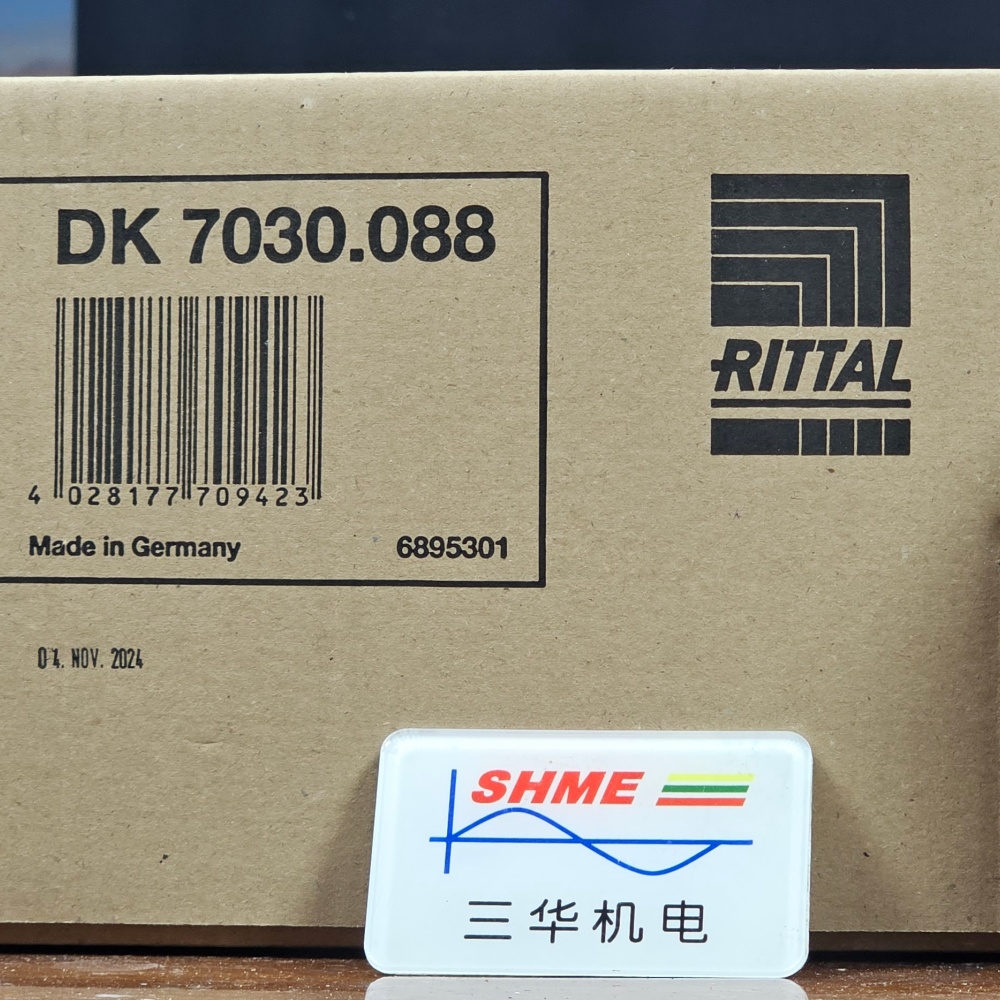 DK 7030.088
RITTAL
4 028177 709423
Made in Germany 6895301
04. NOV. 2024
SHME
三华机电